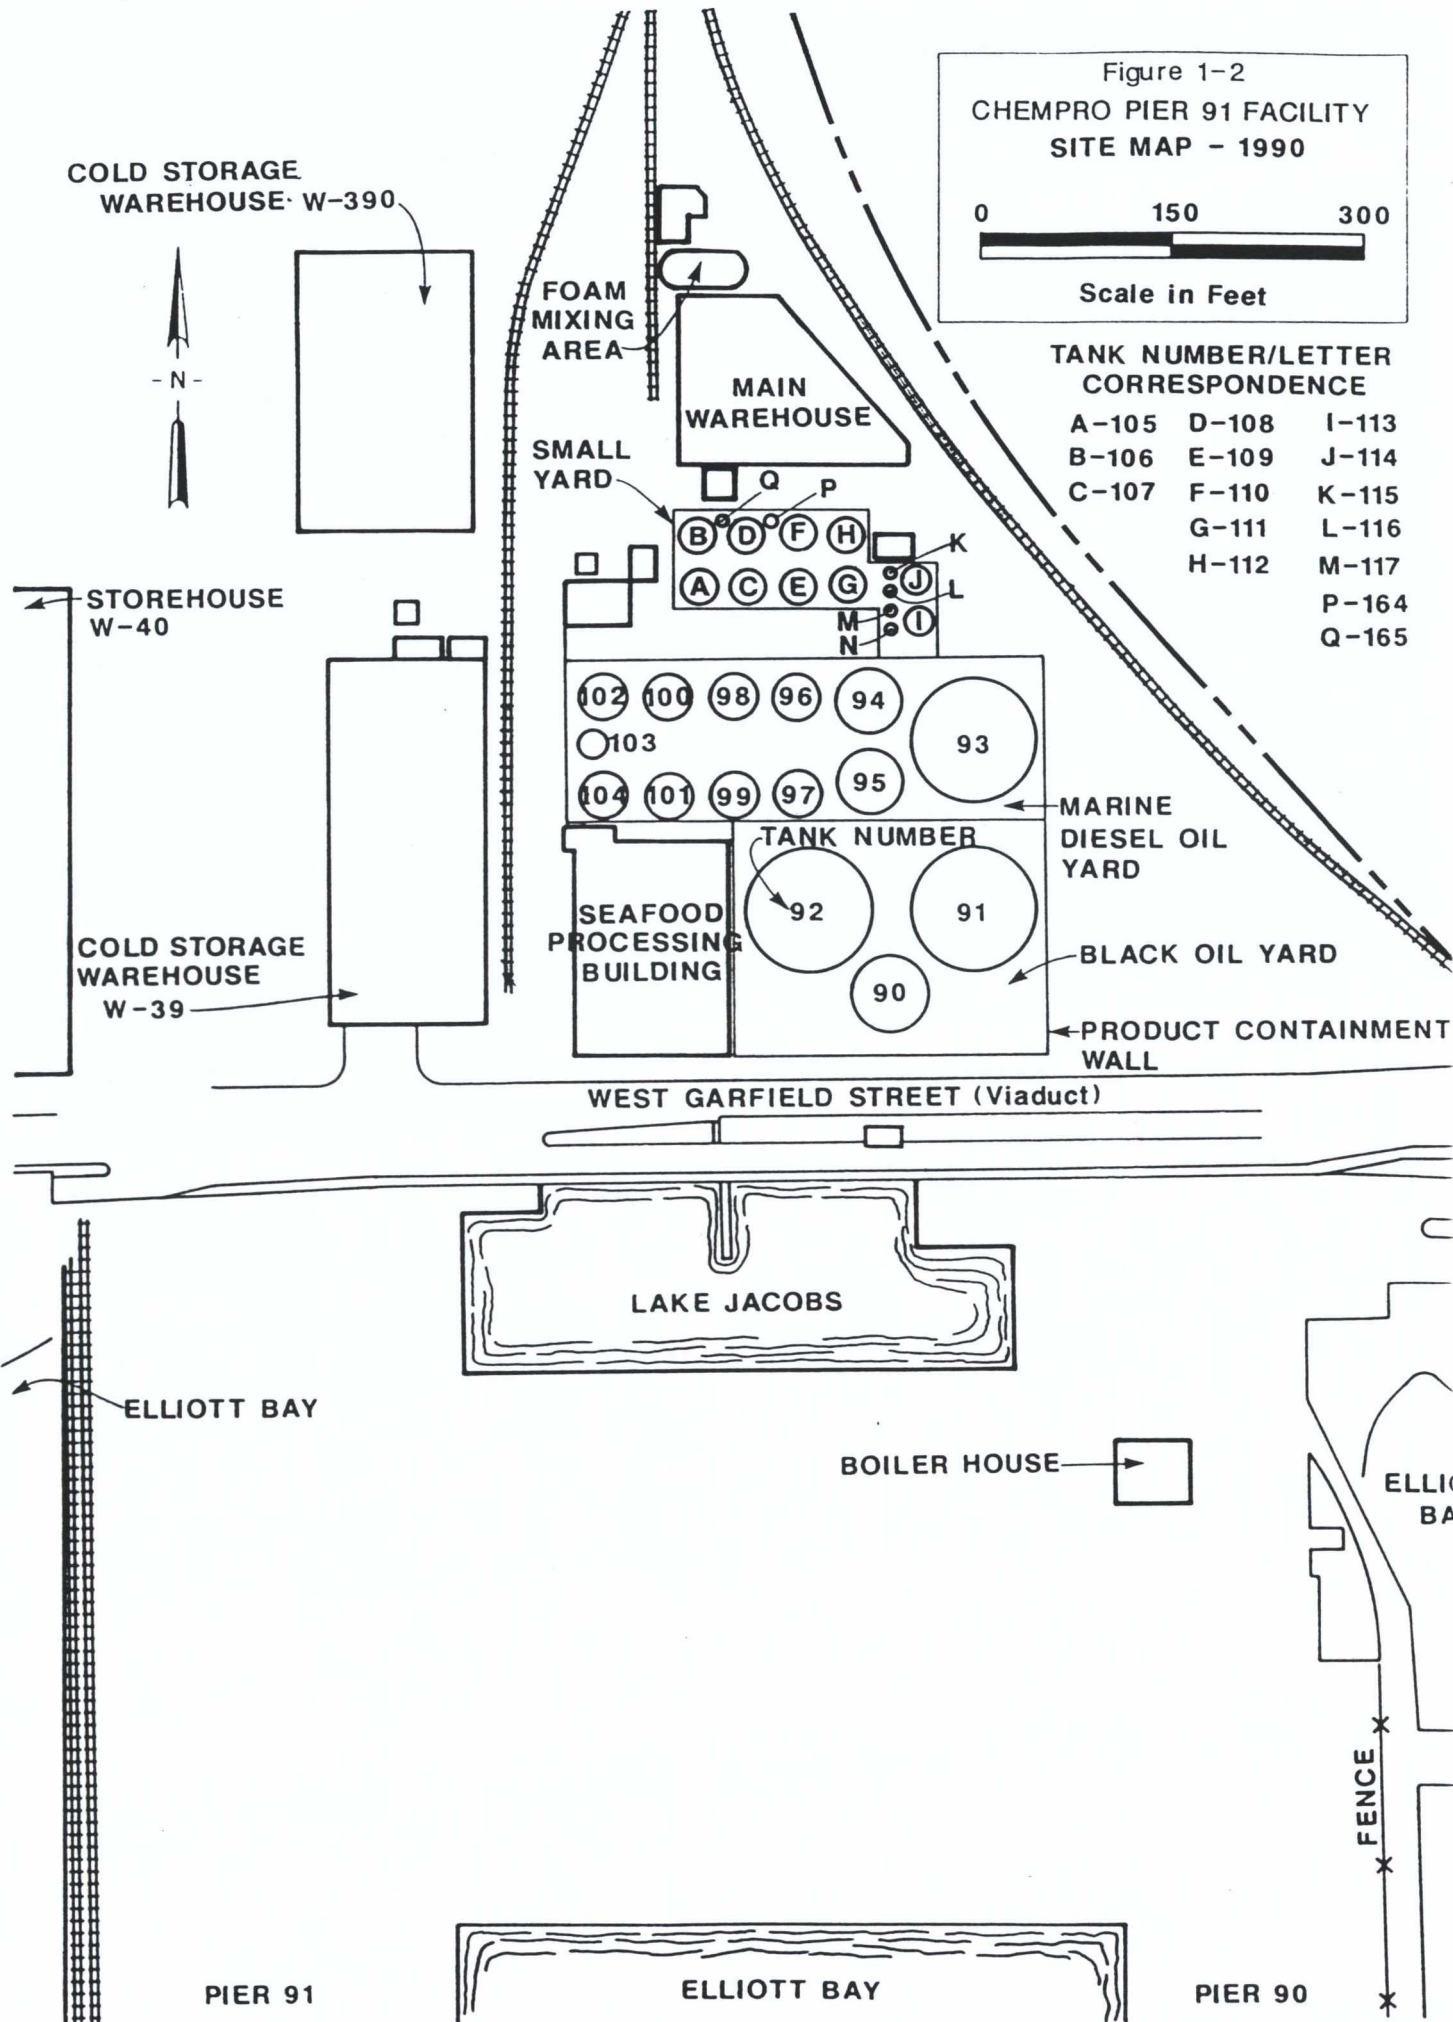 Figure 1-2
CHEMPRO PIER 91 FACILITY
SITE MAP - 1990
0 150 300
Scale in Feet
COLD STORAGE
WAREHOUSE W-390
- N -
FOAM
MIXING
AREA
MAIN
WAREHOUSE
TANK NUMBER/LETTER
CORRESPONDENCE
A-105 D-108 I-113
B-106 E-109 J-114
C-107 F-110 K-115
G-111 L-116
H-112 M-117
P-164
Q-165
SMALL
YARD
Q P
B D F H
K
A C E G J
L
M I
N
STOREHOUSE
W-40
102 100 98 96 94
93
103
95
104 101 99 97
MARINE
DIESEL OIL
YARD
TANK NUMBER
92 91
90
SEAFOOD
PROCESSING
BUILDING
COLD STORAGE
WAREHOUSE
W-39
BLACK OIL YARD
PRODUCT CONTAINMENT
WALL
WEST GARFIELD STREET (Viaduct)
LAKE JACOBS
ELLIOTT BAY
BOILER HOUSE
FENCE
PIER 91
ELLIOTT BAY
PIER 90